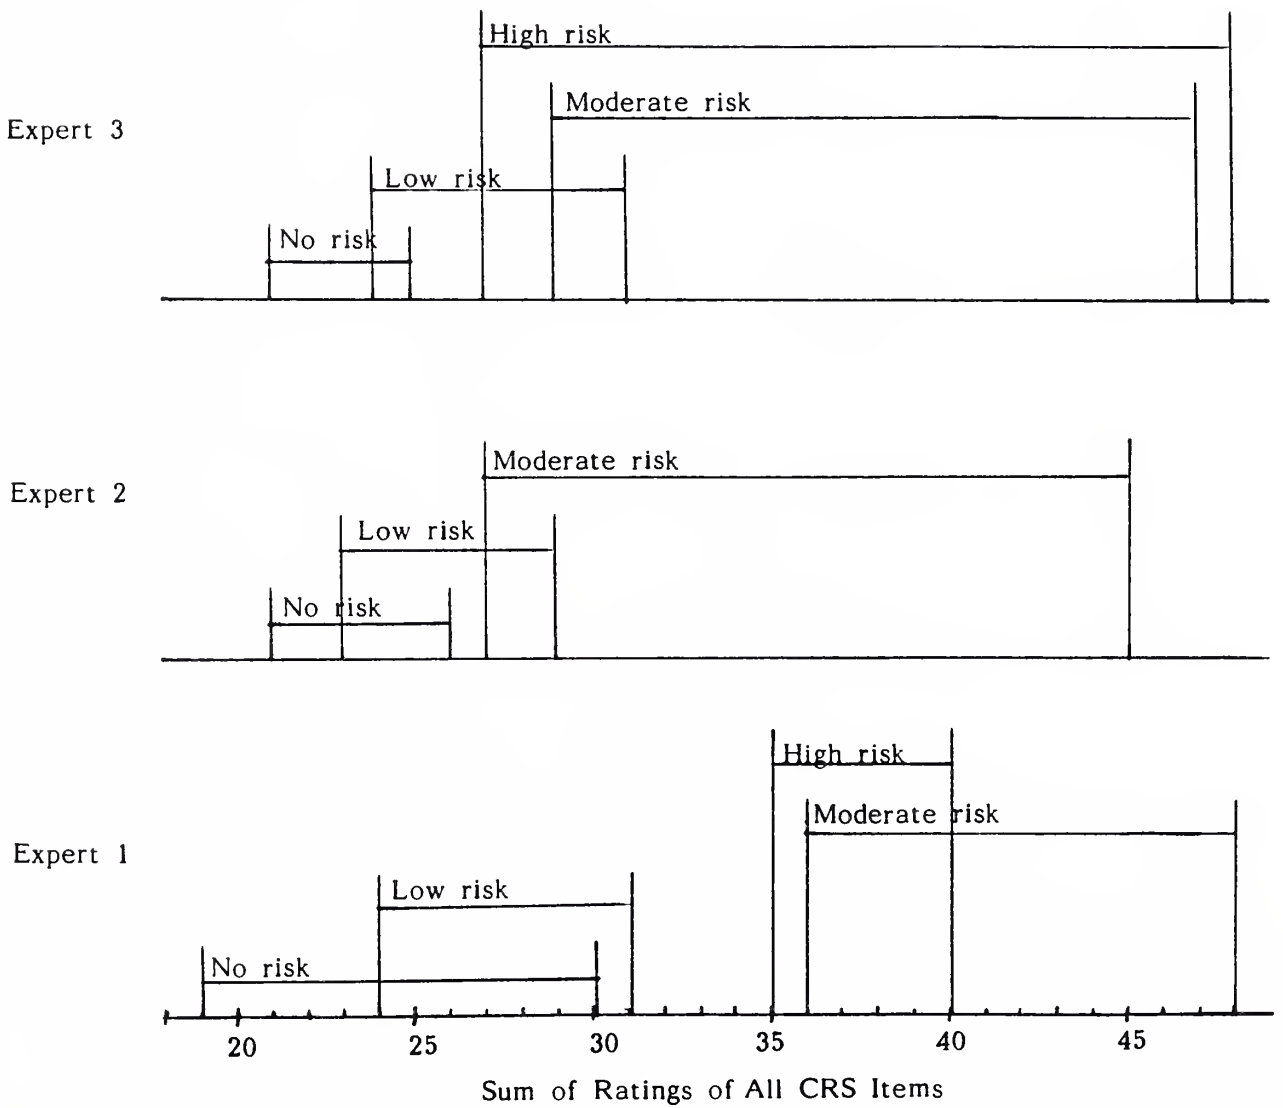 High risk
Moderate risk
Expert 3
Low risk
No risk
Moderate risk
Expert 2
Low risk
No risk
High risk
Moderate risk
Expert 1
Low risk
No risk
20 25 30 35 40 45
Sum of Ratings of All CRS Items